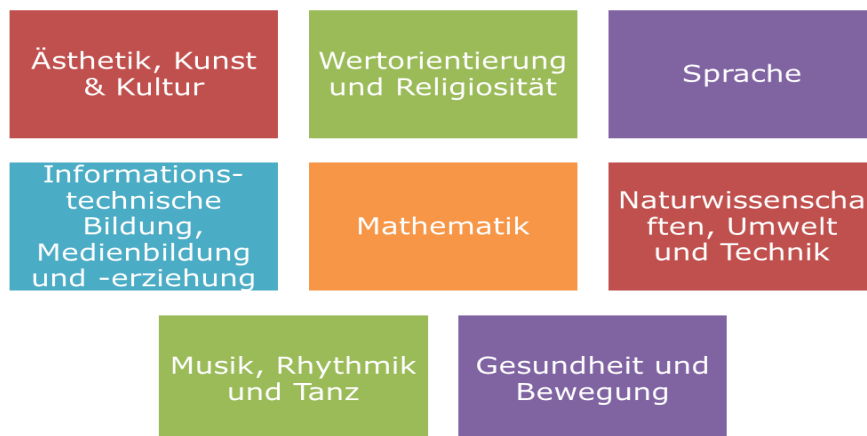 Ästhetik, Kunst
& Kultur
Wertorientierung
und Religiosität
Sprache
Informations-
technische
Bildung,
Medienbildung
und -erziehung
Mathematik
Naturwissenscha
ften, Umwelt
und Technik
Musik, Rhythmik
und Tanz
Gesundheit und
Bewegung